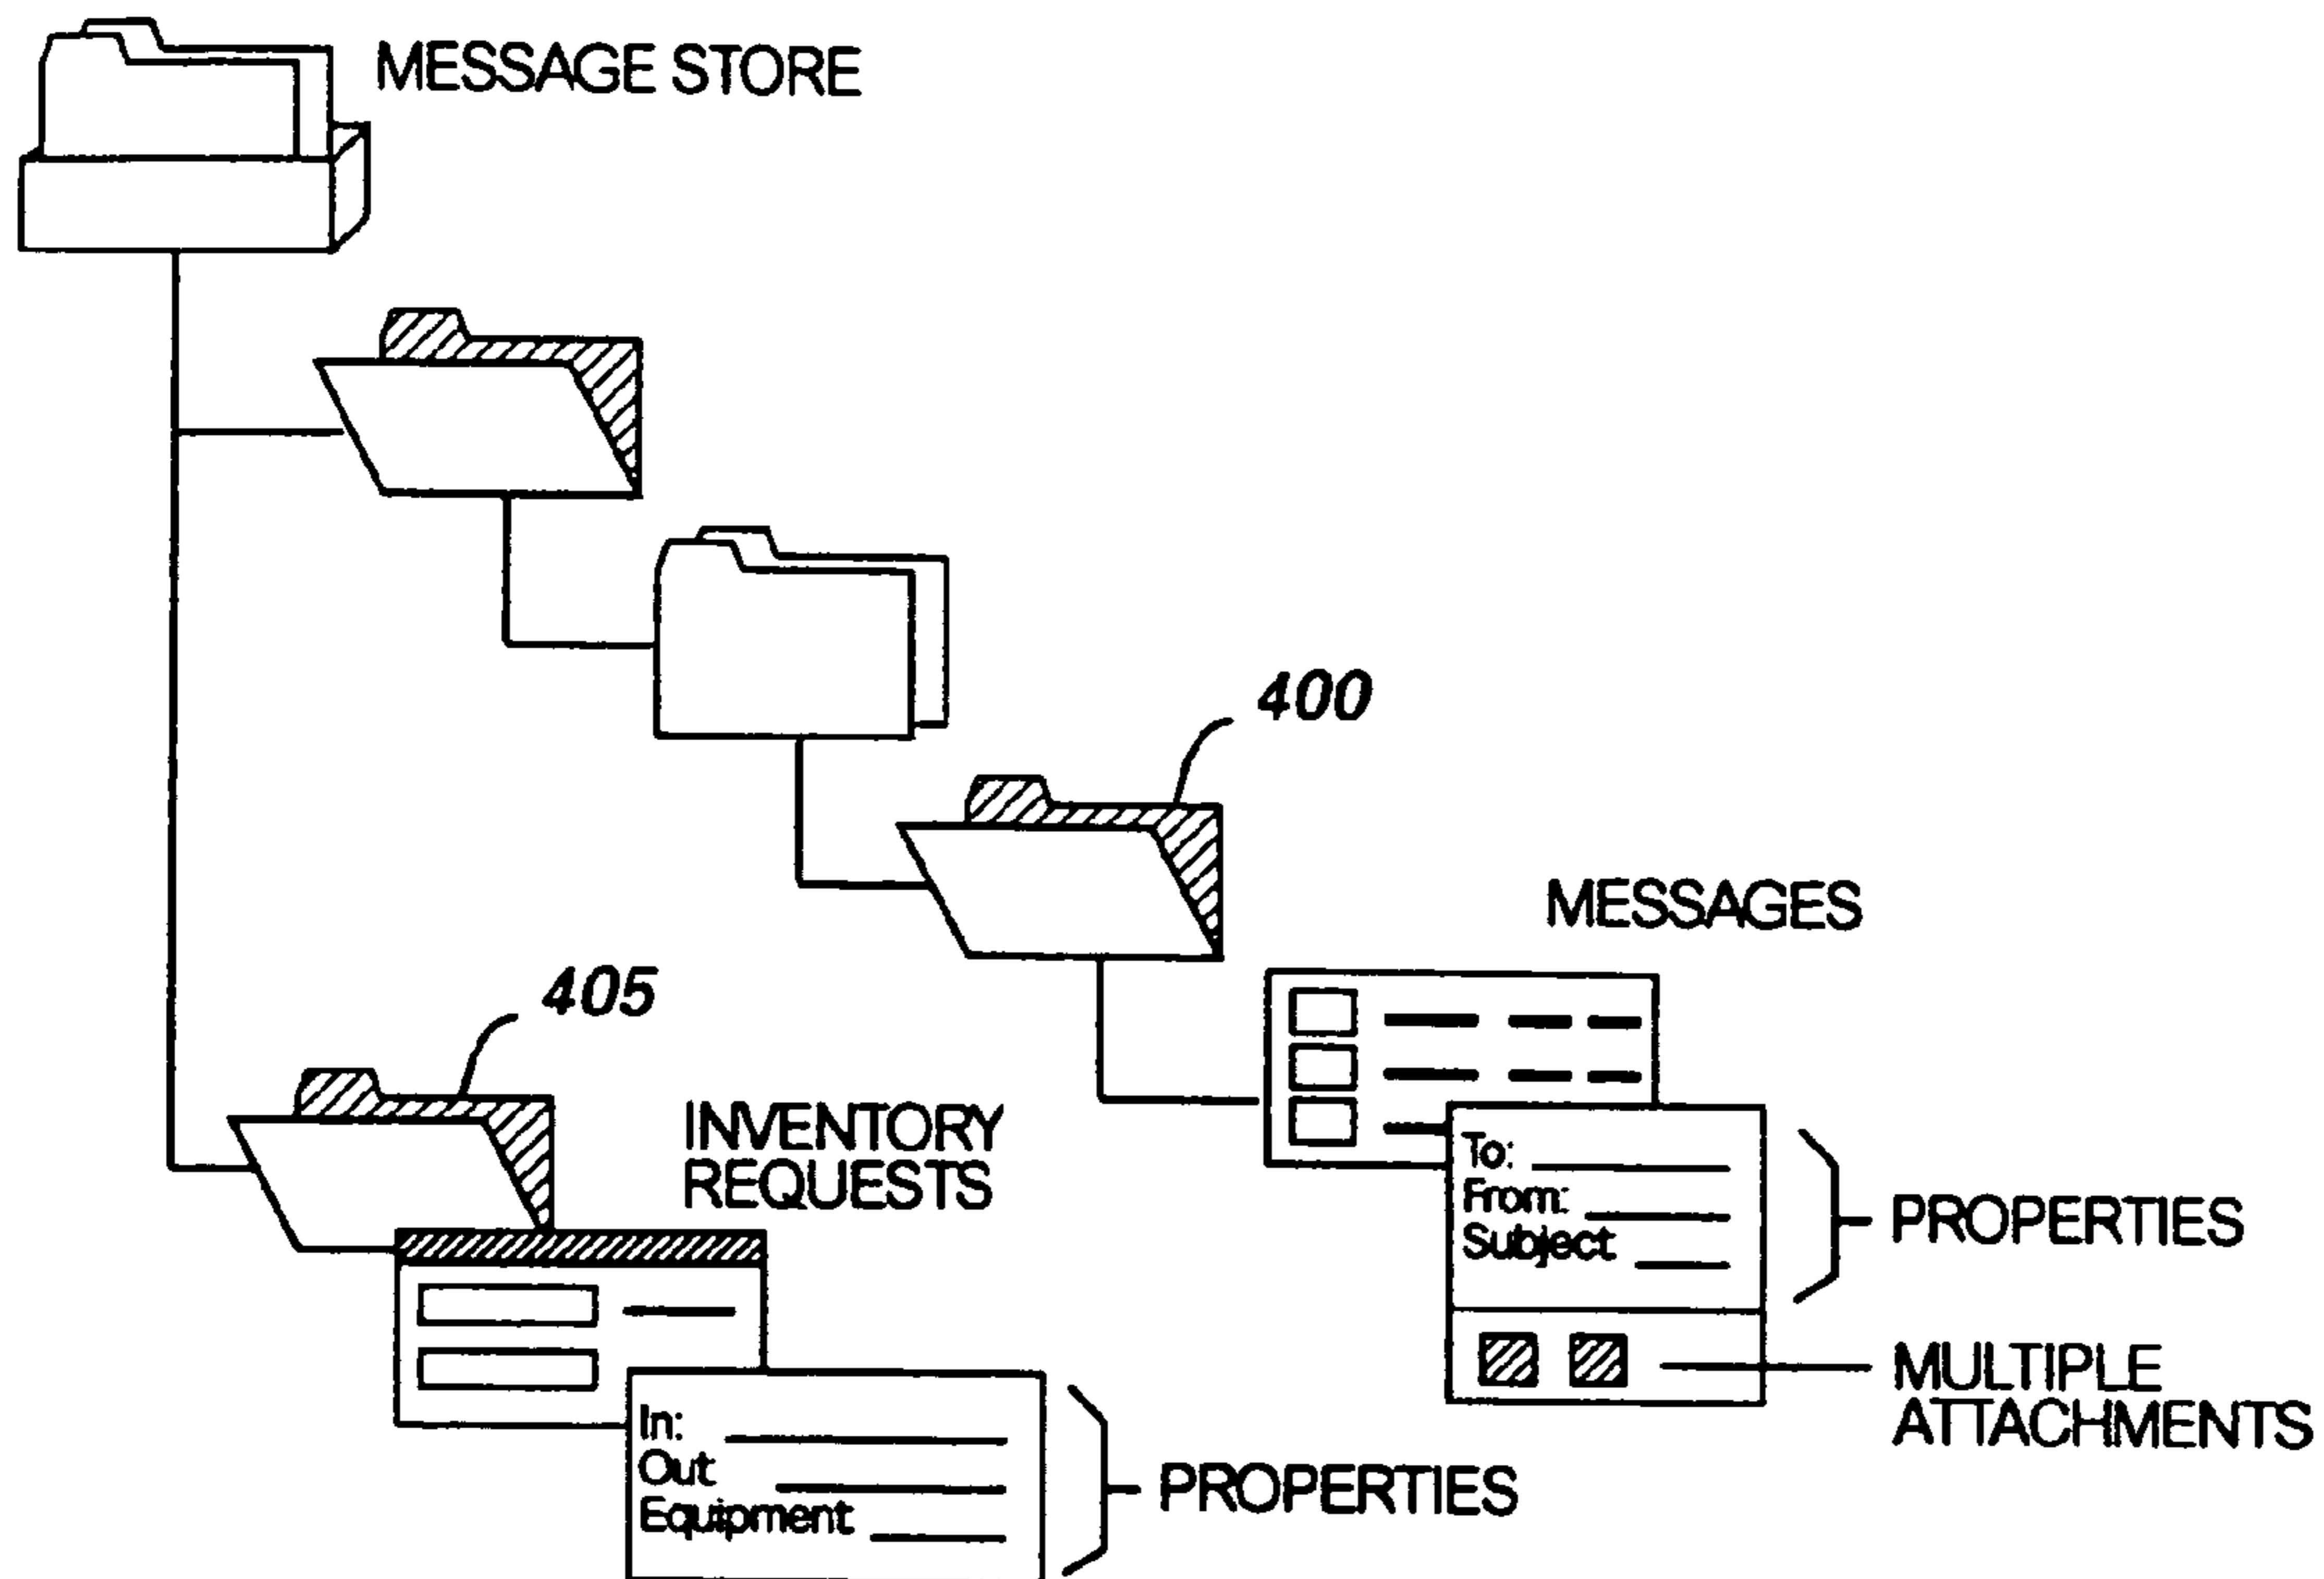 MESSAGE STORE
400
MESSAGES
405
INVENTORY
REQUESTS
To:
From:
Subject
PROPERTIES
MULTIPLE
ATTACHMENTS
In:
Out
Equipment
PROPERTIES